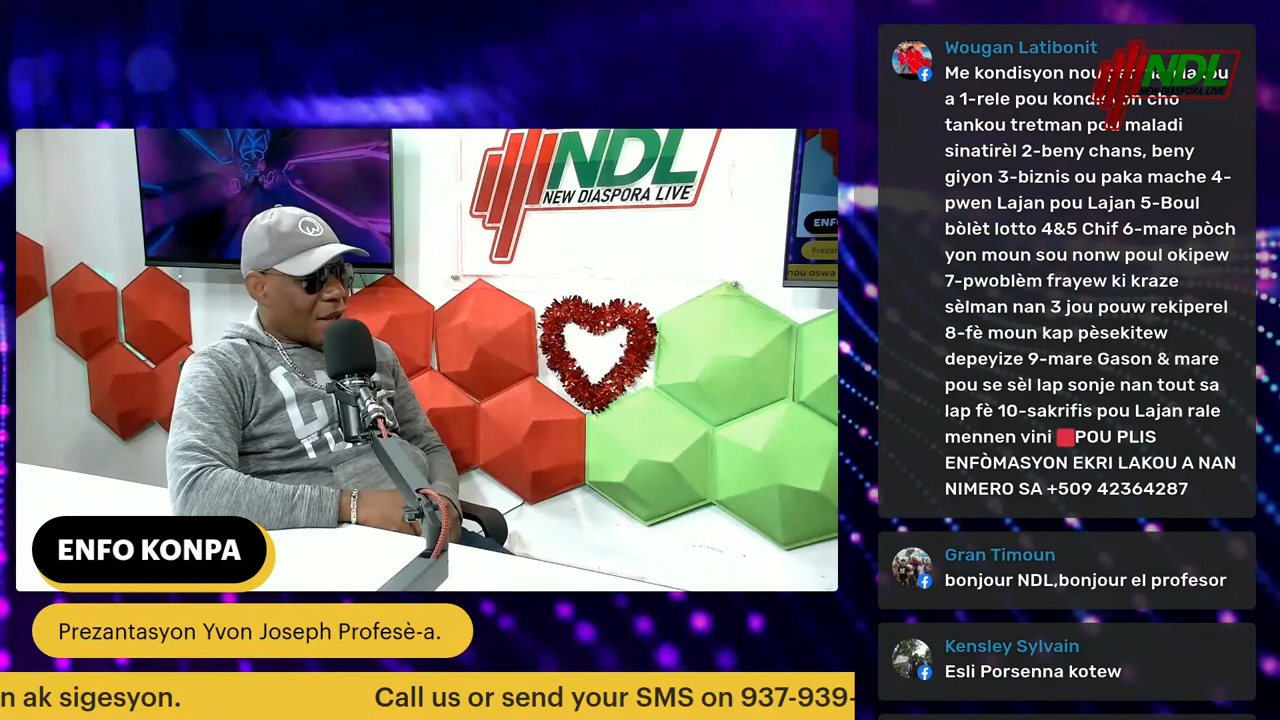 NDL
NEW DIASPORA LIVE
ENFO KONPA
Prezantasyon Yvon Joseph Profesè-a.
n ak sigesyon.
Call us or send your SMS on 937-939-
Wougan Latibonit
NDL
NEW DIASPORA LIVE
Me kondisyon nou
a 1-rele pou kondisyon cho
tankou tretman pou maladi
sinatirèl 2-beny chans, beny
giyon 3-biznis ou paka mache 4-
pwen Lajan pou Lajan 5-Boul
bòlèt lotto 4&5 Chif 6-mare pòch
yon moun sou nonw poul okipew
7-pwoblèm frayew ki kraze
sèlman nan 3 jou pouw rekiperel
8-fè moun kap pèsekitew
depeyize 9-mare Gason & mare
pou se sèl lap sonje nan tout sa
lap fè 10-sakrifis pou Lajan rale
mennen vini 🟥POU PLIS
ENFÒMASYON EKRI LAKOU A NAN
NIMERO SA +509 42364287
Gran Timoun
bonjour NDL,bonjour el profesor
Kensley Sylvain
Esli Porsenna kotew